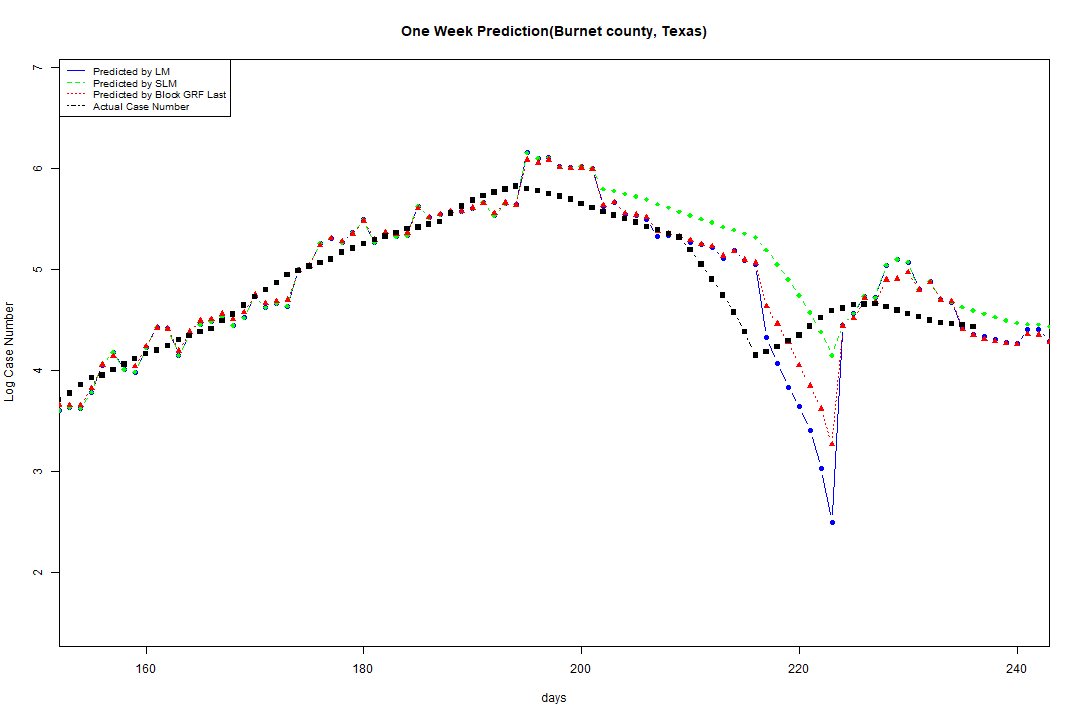 One Week Prediction(Burnet county, Texas)
Predicted by LM
Predicted by SLM
Predicted by Block GRF Last
Actual Case Number
7
6
5
4
3
2
Log Case Number
160 180 200 220 240
days